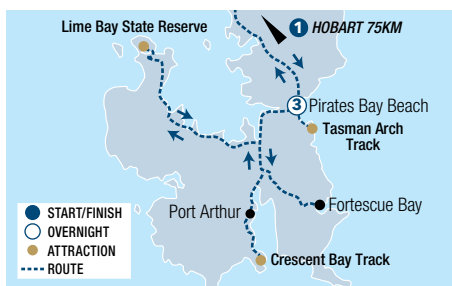 Lime Bay State Reserve
1 HOBART 75KM
3 Pirates Bay Beach
Tasman Arch
Track
Fortescue Bay
Port Arthur
Crescent Bay Track
START/FINISH
OVERNIGHT
ATTRACTION
ROUTE